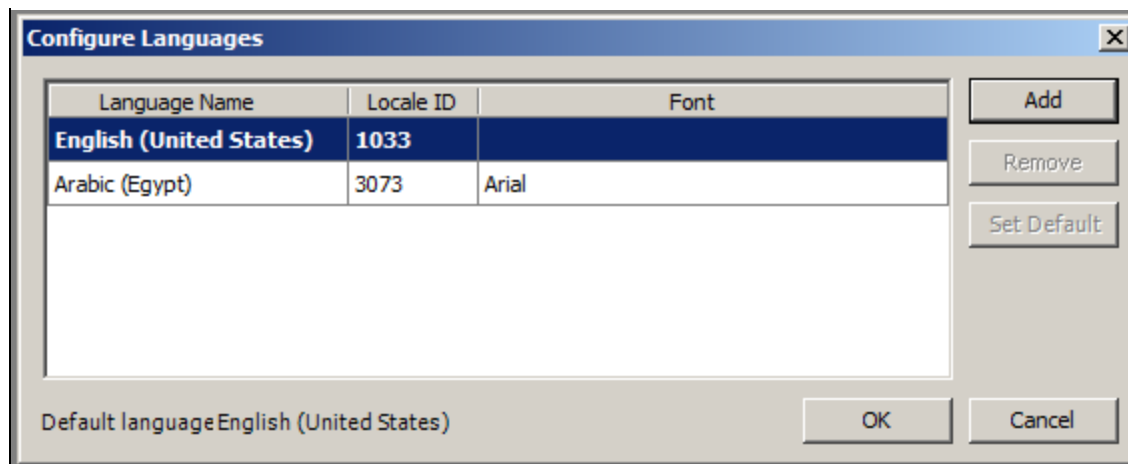 Configure Languages
Language Name Locale ID Font
English (United States) 1033
Arabic (Egypt) 3073 Arial
Add
Remove
Set Default
Default language English (United States)
OK
Cancel